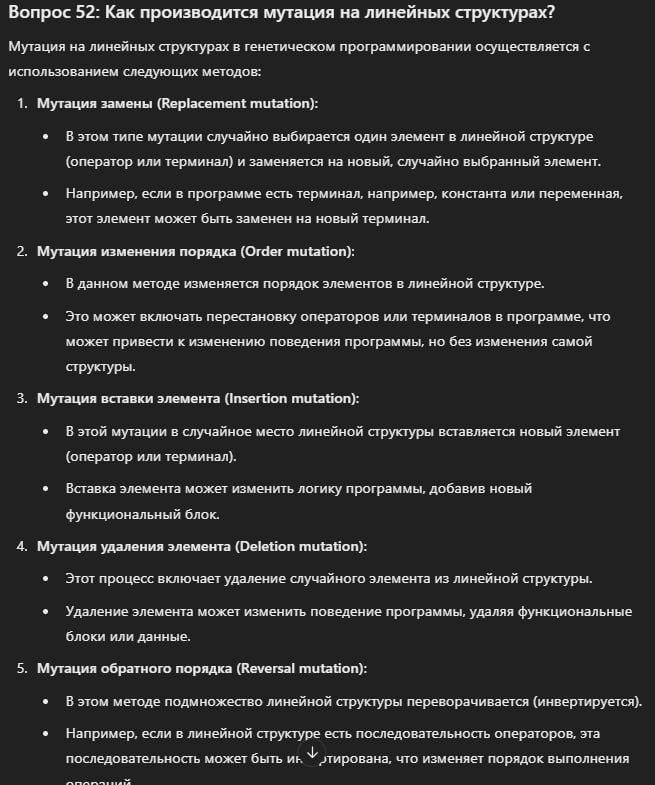 Вопрос 52: Как производится мутация на линейных структурах?
Мутация на линейных структурах в генетическом программировании осуществляется с
использованием следующих методов:
1. Мутация замены (Replacement mutation):
• В этом типе мутации случайно выбирается один элемент в линейной структуре
(оператор или терминал) и заменяется на новый, случайно выбранный элемент.
• Например, если в программе есть терминал, например, константа или переменная,
этот элемент может быть заменен на новый терминал.
2. Мутация изменения порядка (Order mutation):
• В данном методе изменяется порядок элементов в линейной структуре.
• Это может включать перестановку операторов или терминалов в программе, что
может привести к изменению поведения программы, но без изменения самой
структуры.
3. Мутация вставки элемента (Insertion mutation):
• В этой мутации в случайное место линейной структуры вставляется новый элемент
(оператор или терминал).
• Вставка элемента может изменить логику программы, добавив новый
функциональный блок.
4. Мутация удаления элемента (Deletion mutation):
• Этот процесс включает удаление случайного элемента из линейной структуры.
• Удаление элемента может изменить поведение программы, удаляя функциональные
блоки или данные.
5. Мутация обратного порядка (Reversal mutation):
• В этом методе подмножество линейной структуры переворачивается (инвертируется).
• Например, если в линейной структуре есть последовательность операторов, эта
последовательность может быть инвертирована, что изменяет порядок выполнения
операций.